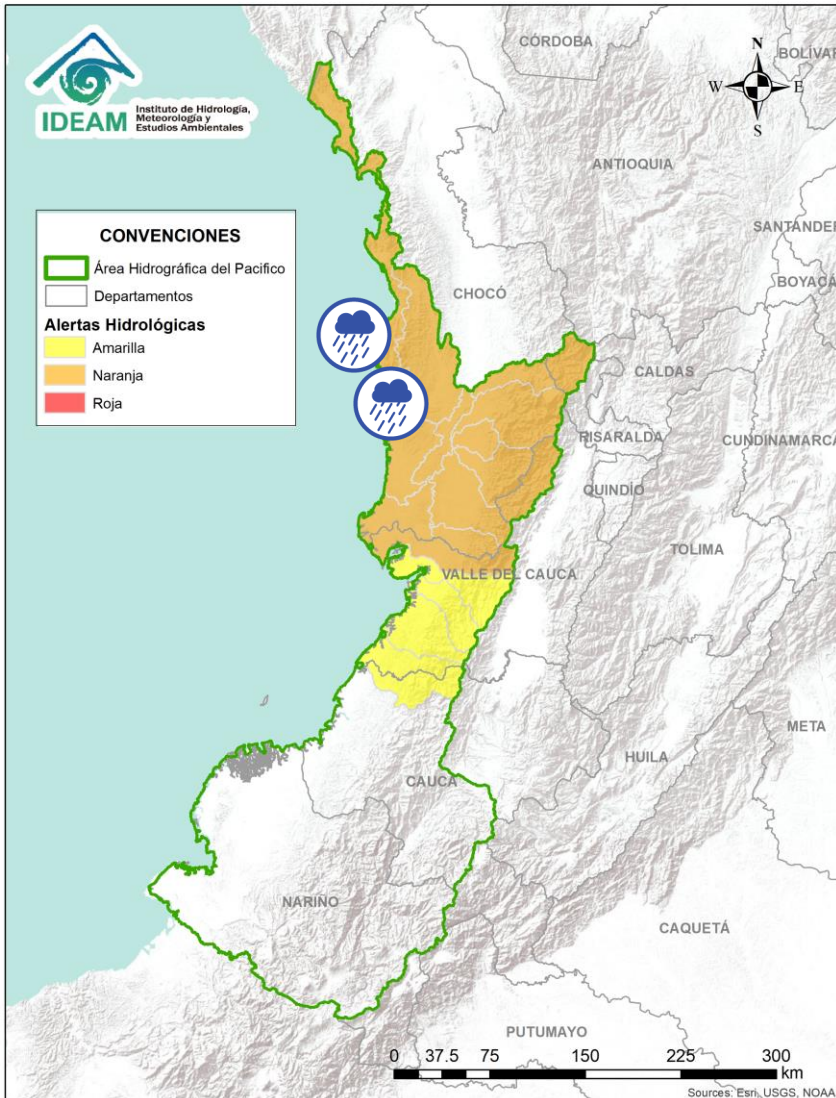 IDEAM
Instituto de Hidrología,
Meteorología y
Estudios Ambientales
CÓRDOBA
BOLÍVAR
N
W
E
S
ANTIOQUIA
CONVENCIONES
Área Hidrográfica del Pacifico
Departamentos
Alertas Hidrológicas
Amarilla
Naranja
Roja
SANTANDER
BOYACÁ
CHOCÓ
CALDAS
RISARALDA
CUNDINAMARCA
QUINDÍO
TOLIMA
VALLE DEL CAUCA
META
HUILA
CAUCA
NARIÑO
CAQUETÁ
PUTUMAYO
0 37.5 75 150 225 300
km
Sources: Esri, USGS, NOAA